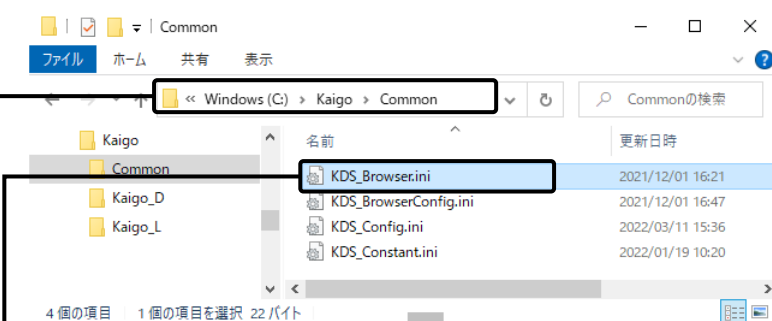 Common
ファイル ホーム 共有 表示
« Windows (C:) › Kaigo › Common
Commonの検索
Kaigo
Common
Kaigo_D
Kaigo_L
名前 更新日時
KDS_Browser.ini 2021/12/01 16:21
KDS_BrowserConfig.ini 2021/12/01 16:47
KDS_Config.ini 2022/03/11 15:36
KDS_Constant.ini 2022/01/19 10:20
4 個の項目 1 個の項目を選択 22 バイト